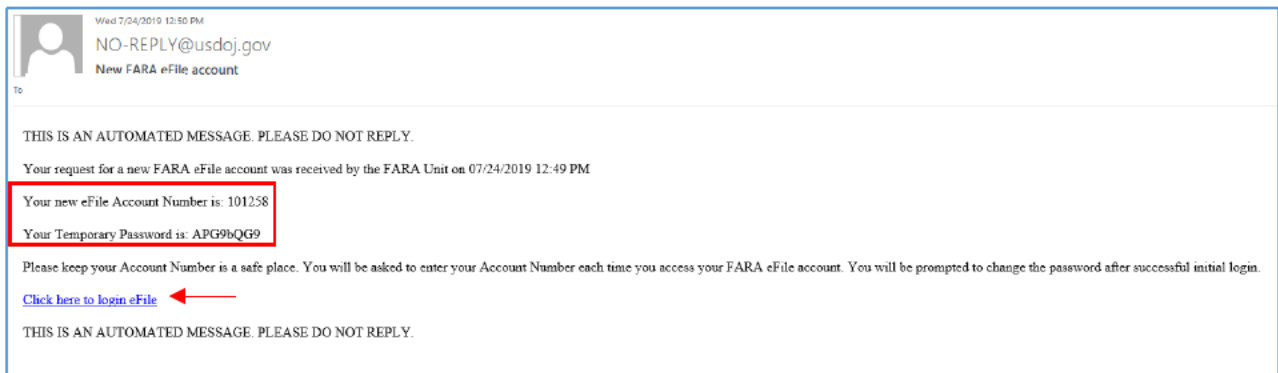 Wed 7/24/2019 12:50 PM
NO-REPLY@usdoj.gov
New FARA eFile account
To
THIS IS AN AUTOMATED MESSAGE. PLEASE DO NOT REPLY.
Your request for a new FARA eFile account was received by the FARA Unit on 07/24/2019 12:49 PM
Your new eFile Account Number is: 101258
Your Temporary Password is: APG9bQG9
Please keep your Account Number is a safe place. You will be asked to enter your Account Number each time you access your FARA eFile account. You will be prompted to change the password after successful initial login.
Click here to login eFile
THIS IS AN AUTOMATED MESSAGE. PLEASE DO NOT REPLY.